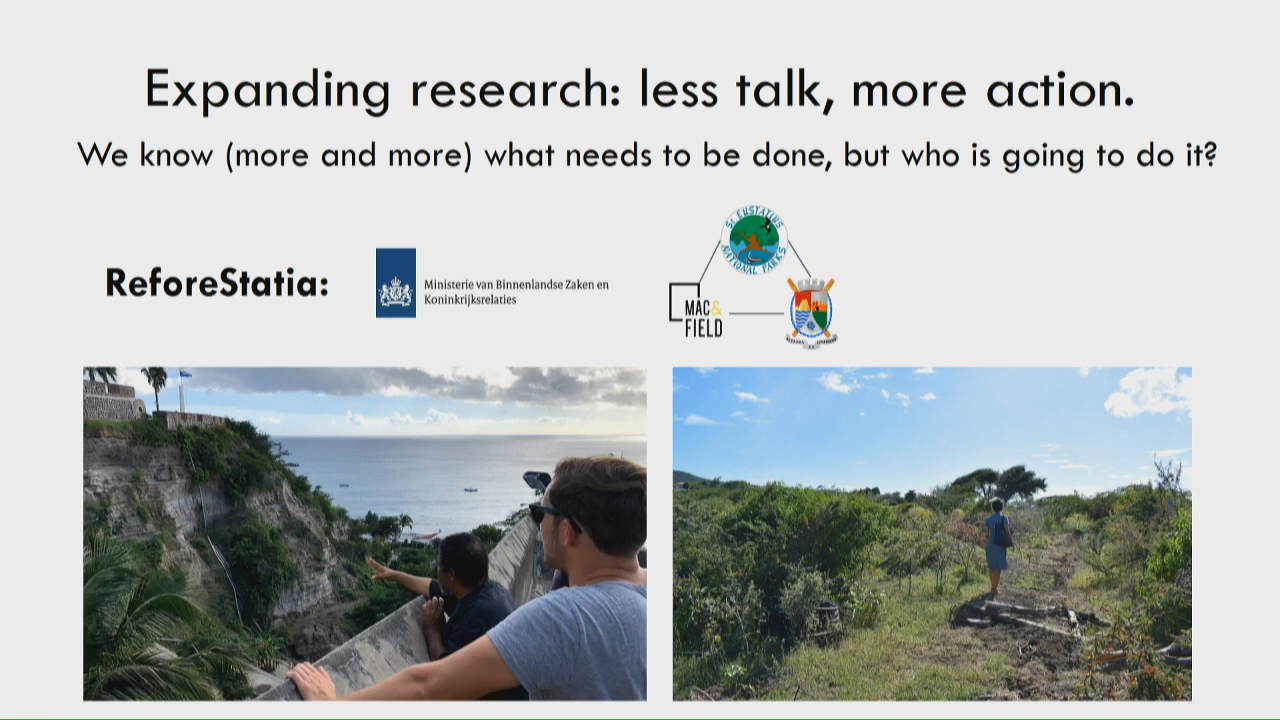 Expanding research: less talk, more action.
We know (more and more) what needs to be done, but who is going to do it?
ReforeStatia:
Ministerie van Binnenlandse Zaken en
Koninkrijksrelaties
ST EUSTATIUS
NATIONAL PARKS
MAC&
FIELD